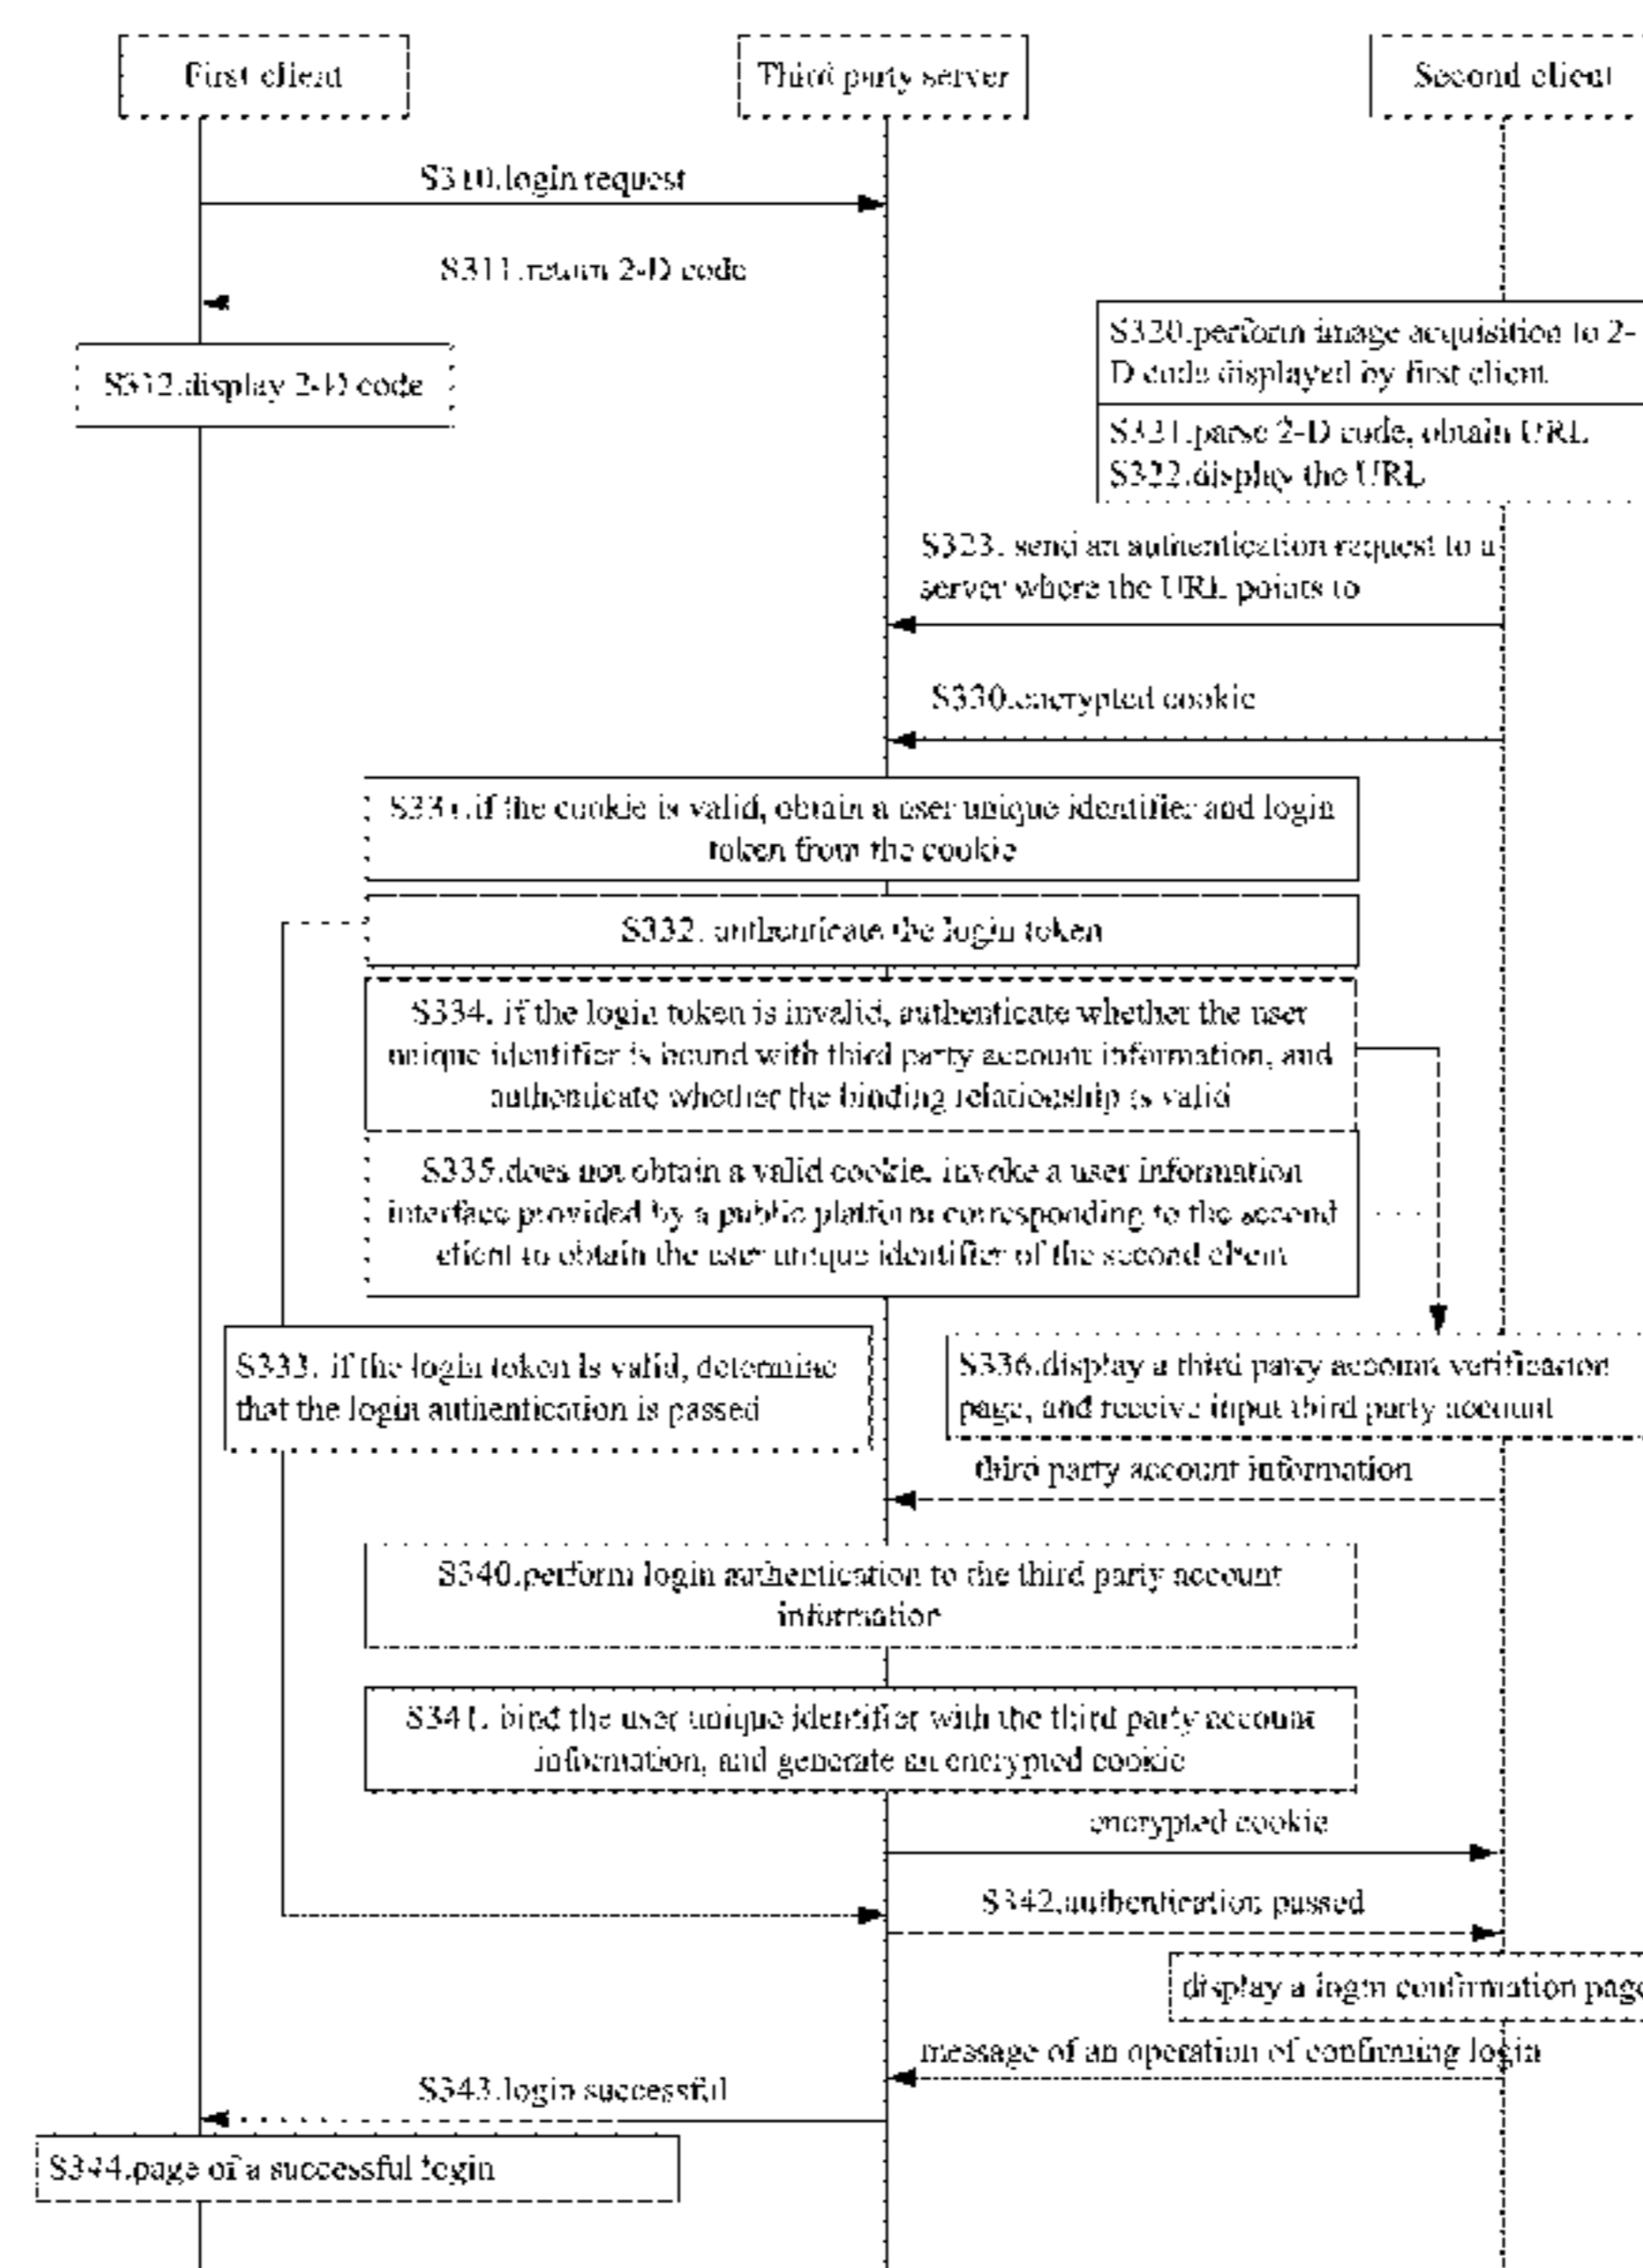 First client
Third party server
Second client
S310.login request
S311.return 2-D code
S312.display 2-D code
S320.perform image acquisition to 2-
D code displayed by first client
S321.parse 2-D code, obtain URL
S322.display the URL
S323. send an authentication request to a
server where the URL points to
S330.encrypted cookie
S331.if the cookie is valid, obtain a user unique identifier and login
token from the cookie
S332. authenticate the login token
S334. if the login token is invalid, authenticate whether the user
unique identifier is bound with third party account information, and
authenticate whether the binding relationship is valid
S335.does not obtain a valid cookie, invoke a user information
interface provided by a public platform corresponding to the second
client to obtain the user unique identifier of the second client
S333. if the login token is valid, determine
that the login authentication is passed
S336.display a third party account verification
page, and receive input third party account
third party account information
S340.perform login authentication to the third party account
information
S341. bind the user unique identifier with the third party account
information, and generate an encrypted cookie
encrypted cookie
S342.authentication passed
display a login confirmation page
message of an operation of confirming login
S343.login successful
S344.page of a successful login